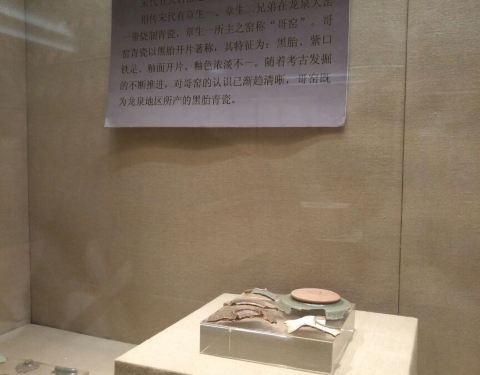 相传宋代有章生一、章生二兄弟在龙泉大窑
一带烧制青瓷，章生一所主之窑称“哥窑”。哥
窑青瓷以黑胎开片著称，其特征为：黑胎、紫口
铁足、釉面开片、釉色浓淡不一。随着考古发掘
的不断推进，对哥窑的认识已渐趋清晰，哥窑既
为龙泉地区所产的黑胎青瓷。